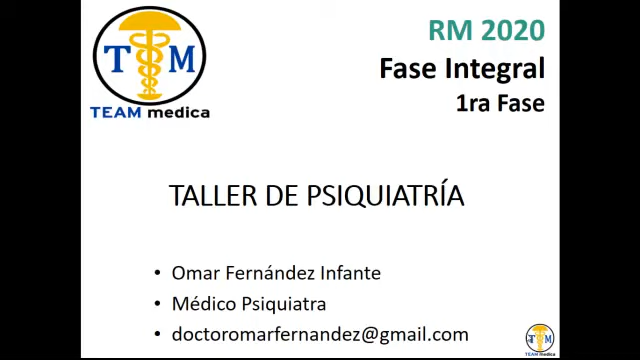 RM 2020
Fase Integral
1ra Fase
T M
TEAM medica
TALLER DE PSIQUIATRÍA
• Omar Fernández Infante
• Médico Psiquiatra
• doctoromarfernandez@gmail.com